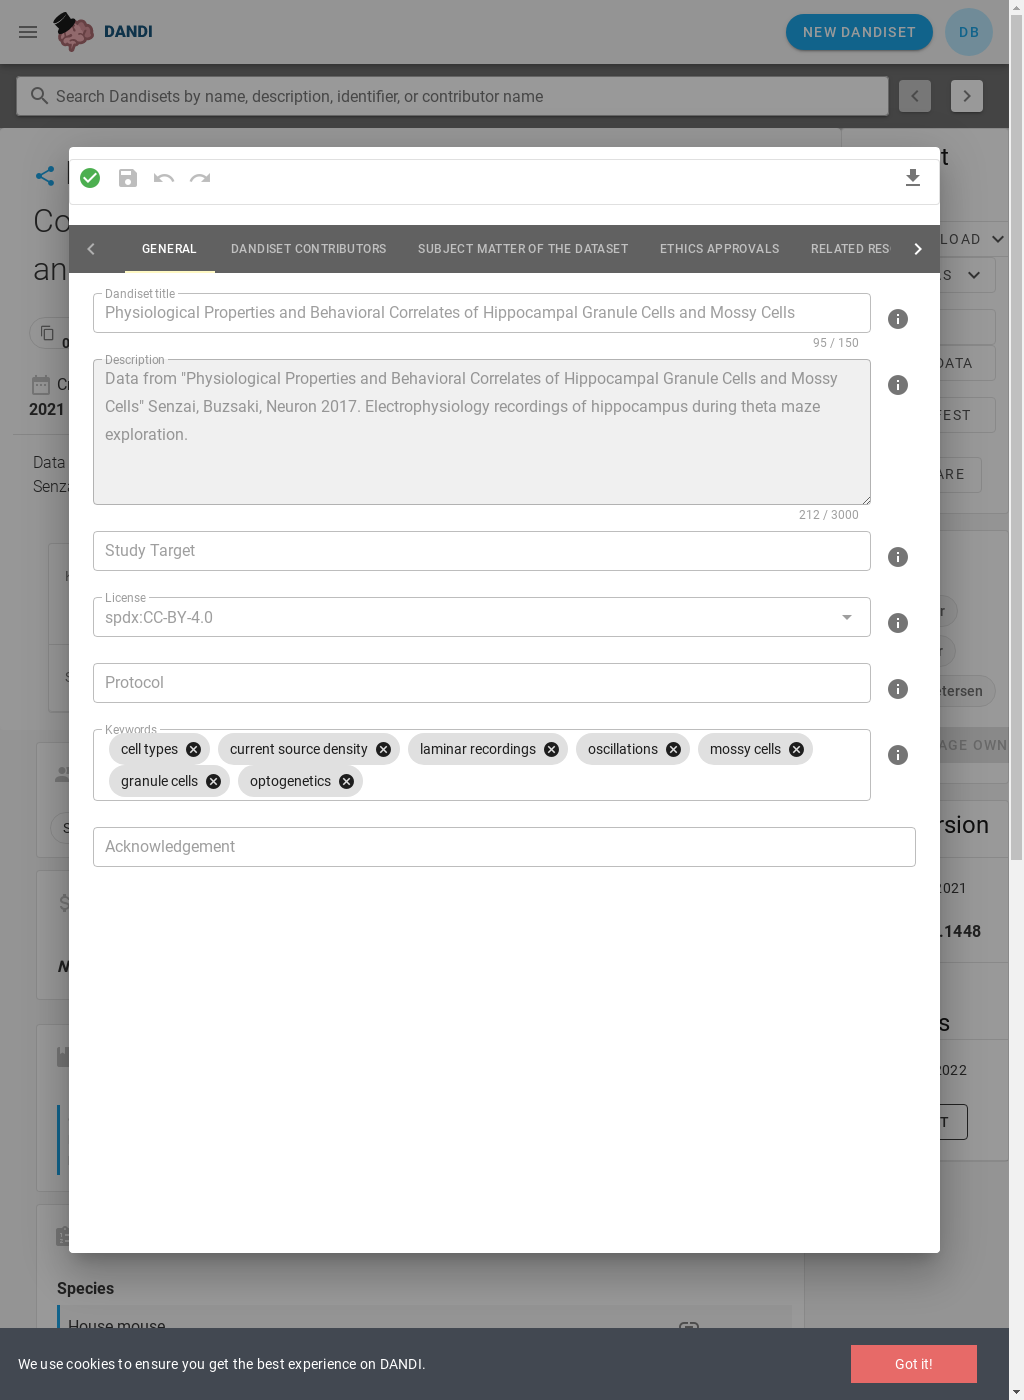 DANDI
NEW DANDISET
DB
Search Dandisets by name, description, identifier, or contributor name
GENERAL
DANDISET CONTRIBUTORS
SUBJECT MATTER OF THE DATASET
ETHICS APPROVALS
Dandiset title
Physiological Properties and Behavioral Correlates of Hippocampal Granule Cells and Mossy Cells
95 / 150
Description
Data from "Physiological Properties and Behavioral Correlates of Hippocampal Granule Cells and Mossy
Cells" Senzai, Buzsaki, Neuron 2017. Electrophysiology recordings of hippocampus during theta maze
exploration.
212 / 3000
Study Target
License
spdx:CC-BY-4.0
Protocol
Keywords
cell types
current source density
laminar recordings
oscillations
mossy cells
granule cells
optogenetics
Acknowledgement
2021
Data
2021
.1448
2022
Species
House mouse
We use cookies to ensure you get the best experience on DANDI.
Got it!